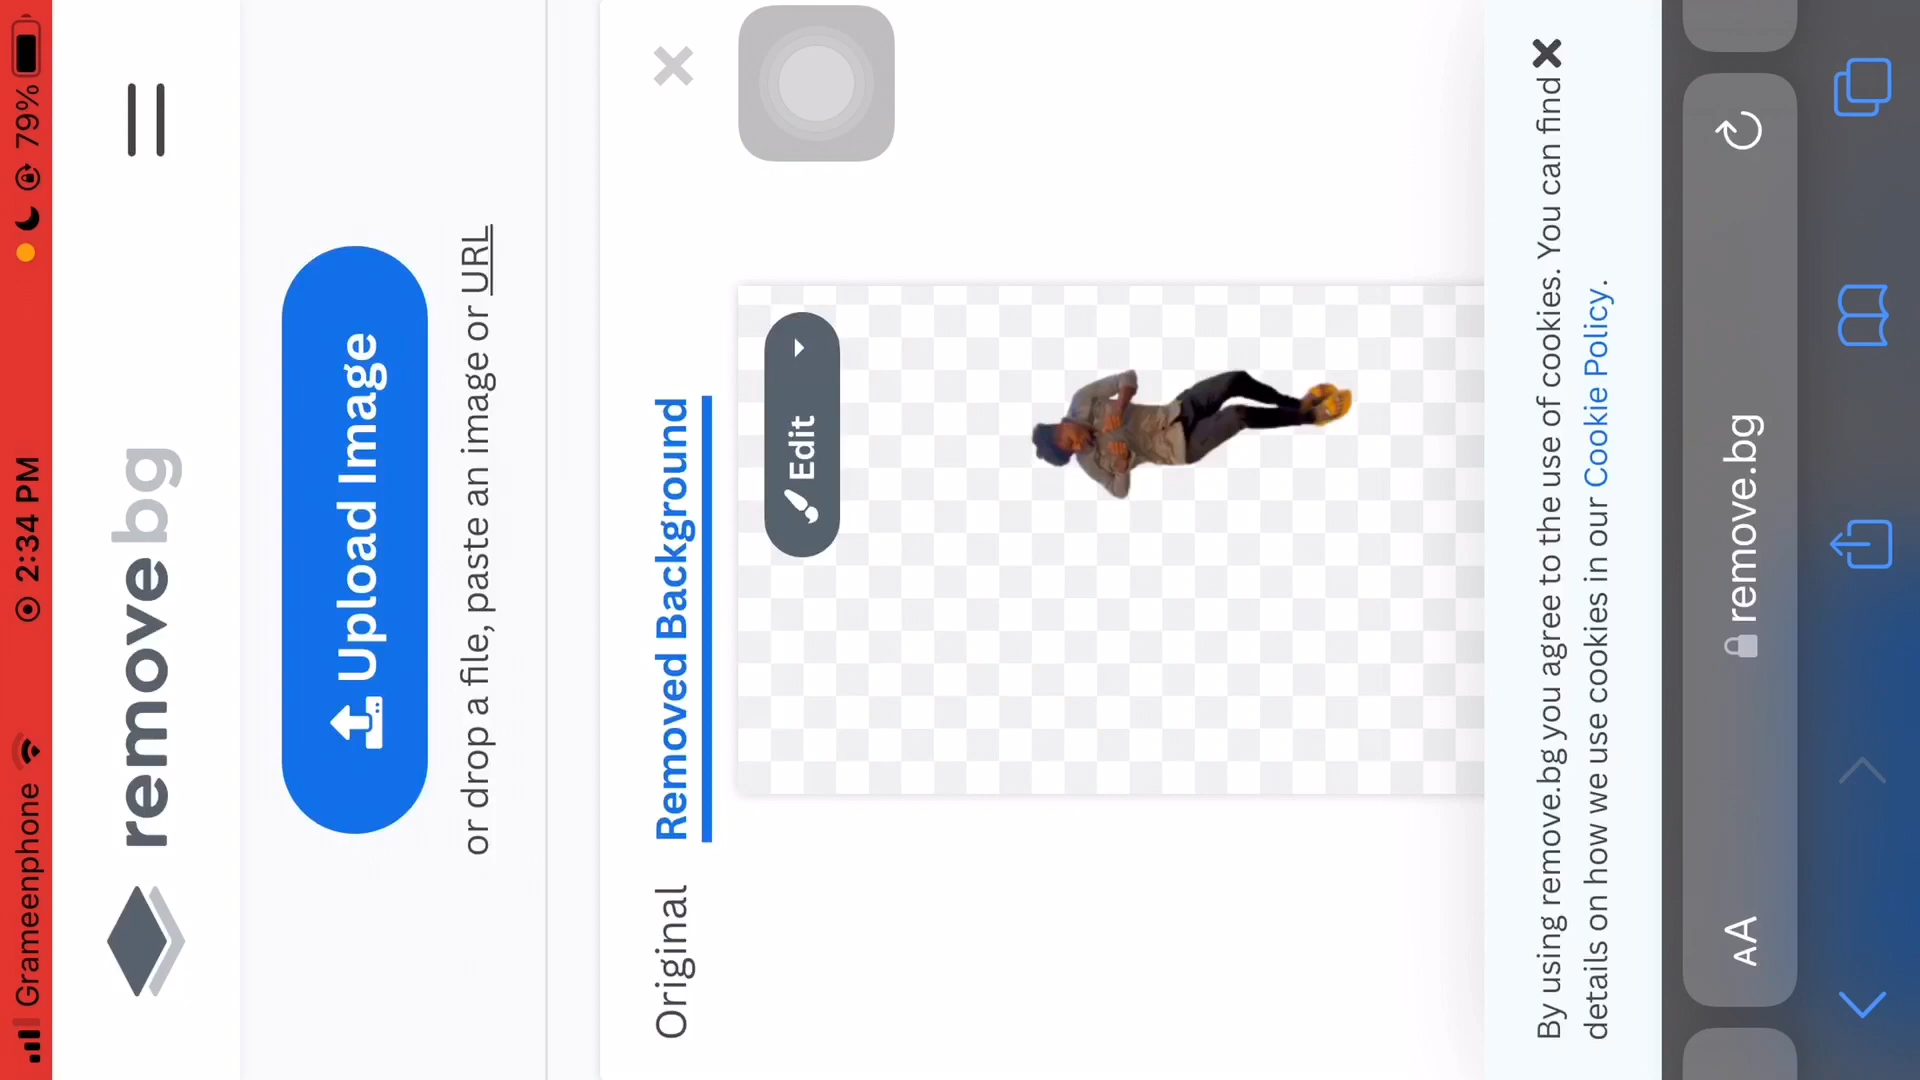 Grameenphone 2:34 PM 79%
removebg
Upload Image
or drop a file, paste an image or URL
Original Removed Background
Edit
By using remove.bg you agree to the use of cookies. You can find
details on how we use cookies in our Cookie Policy.
AA remove.bg